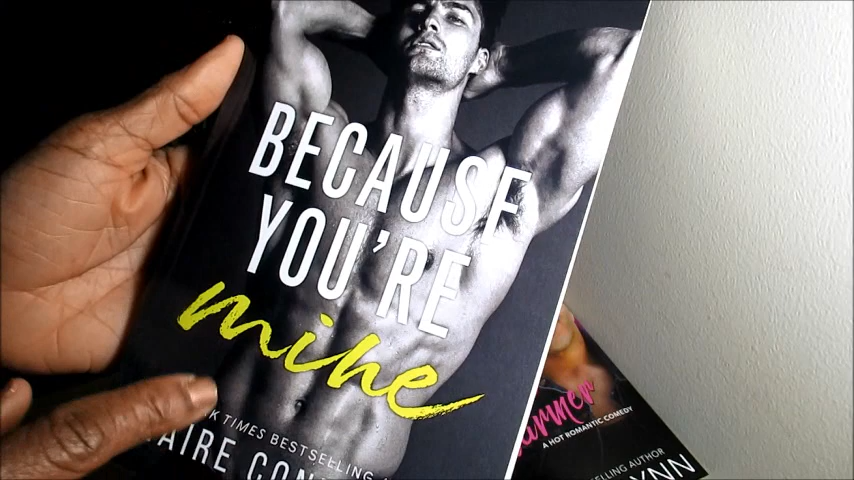 BECAUSE
YOU'RE
mine
K TIMES BESTSELLING
AIRE CON
A HOT ROMANTIC COMEDY
SELLING AUTHOR
YNN